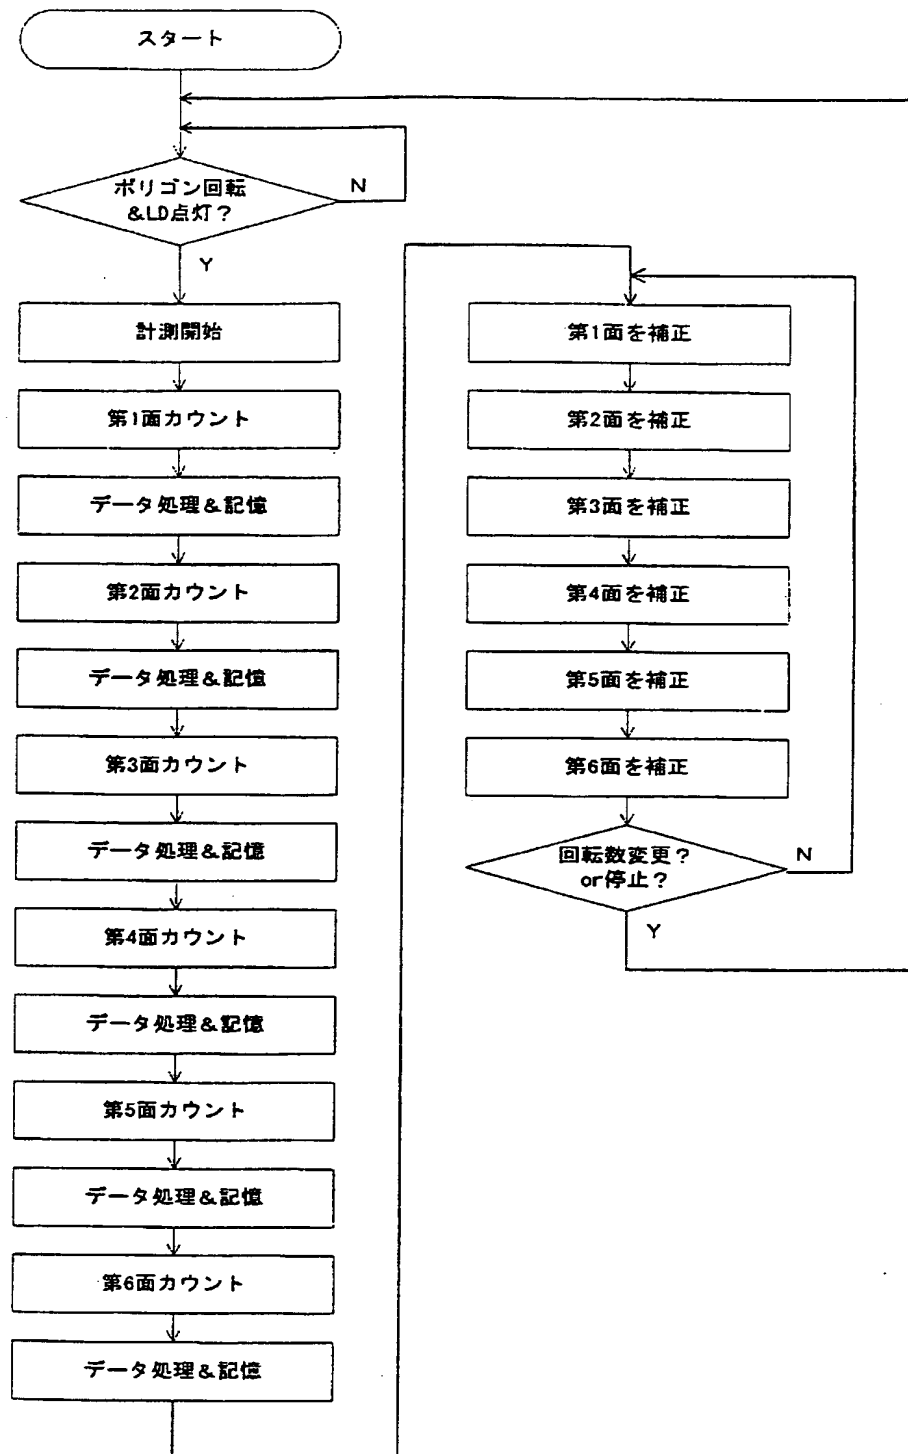 スタート
ポリゴン回転
&LD点灯?
N
Y
計測開始
第1面カウント
データ処理&記憶
第2面カウント
データ処理&記憶
第3面カウント
データ処理&記憶
第4面カウント
データ処理&記憶
第5面カウント
データ処理&記憶
第6面カウント
データ処理&記憶
第1面を補正
第2面を補正
第3面を補正
第4面を補正
第5面を補正
第6面を補正
回転数変更?
or停止?
N
Y